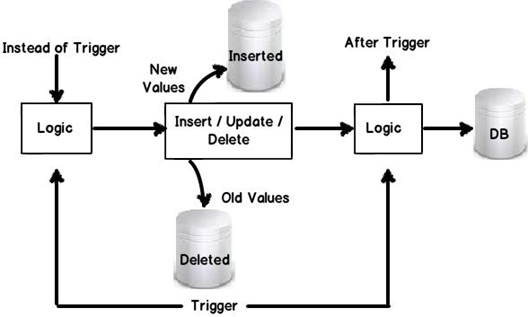 Instead of Trigger
New
Values
Inserted
After Trigger
Logic
Insert / Update /
Delete
Logic
DB
Old Values
Deleted
Trigger